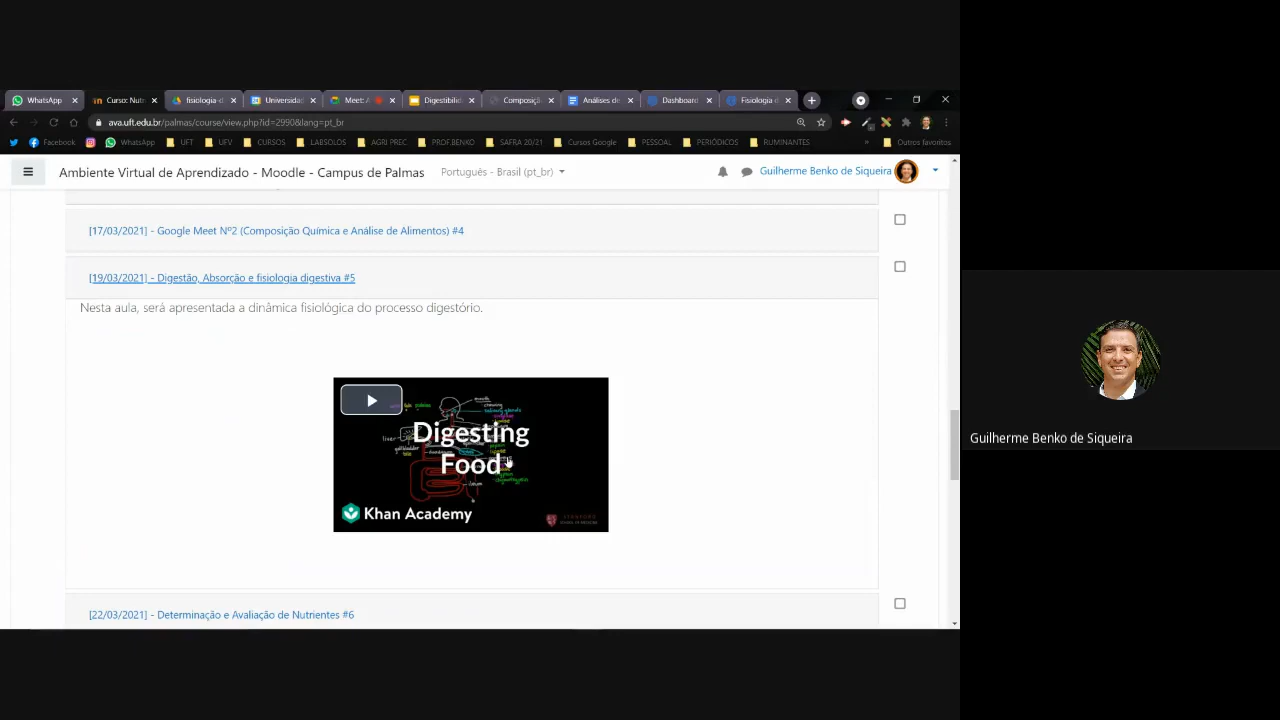 WhatsApp
Curso: Nutr
fisiologia-d
Universidad
Meet: A
Digestibilid
Composiçã
Análises de
Dashboard
Fisiologia d
ava.uft.edu.br/palmas/course/view.php?id=2990&lang=pt_br
Facebook
WhatsApp
UFT
UFV
CURSOS
LABSOLOS
AGRI PREC
PROF.BENKO
SAFRA 20/21
Cursos Google
PESSOAL
PERIÓDICOS
RUMINANTES
»
Outros favoritos
Ambiente Virtual de Aprendizado - Moodle - Campus de Palmas
Português - Brasil (pt_br)
Guilherme Benko de Siqueira
[17/03/2021] - Google Meet Nº2 (Composição Química e Análise de Alimentos) #4
[19/03/2021] - Digestão, Absorção e fisiologia digestiva #5
Nesta aula, será apresentada a dinâmica fisiológica do processo digestório.
Digesting
Food
liver
Khan Academy
[22/03/2021] - Determinação e Avaliação de Nutrientes #6
Guilherme Benko de Siqueira